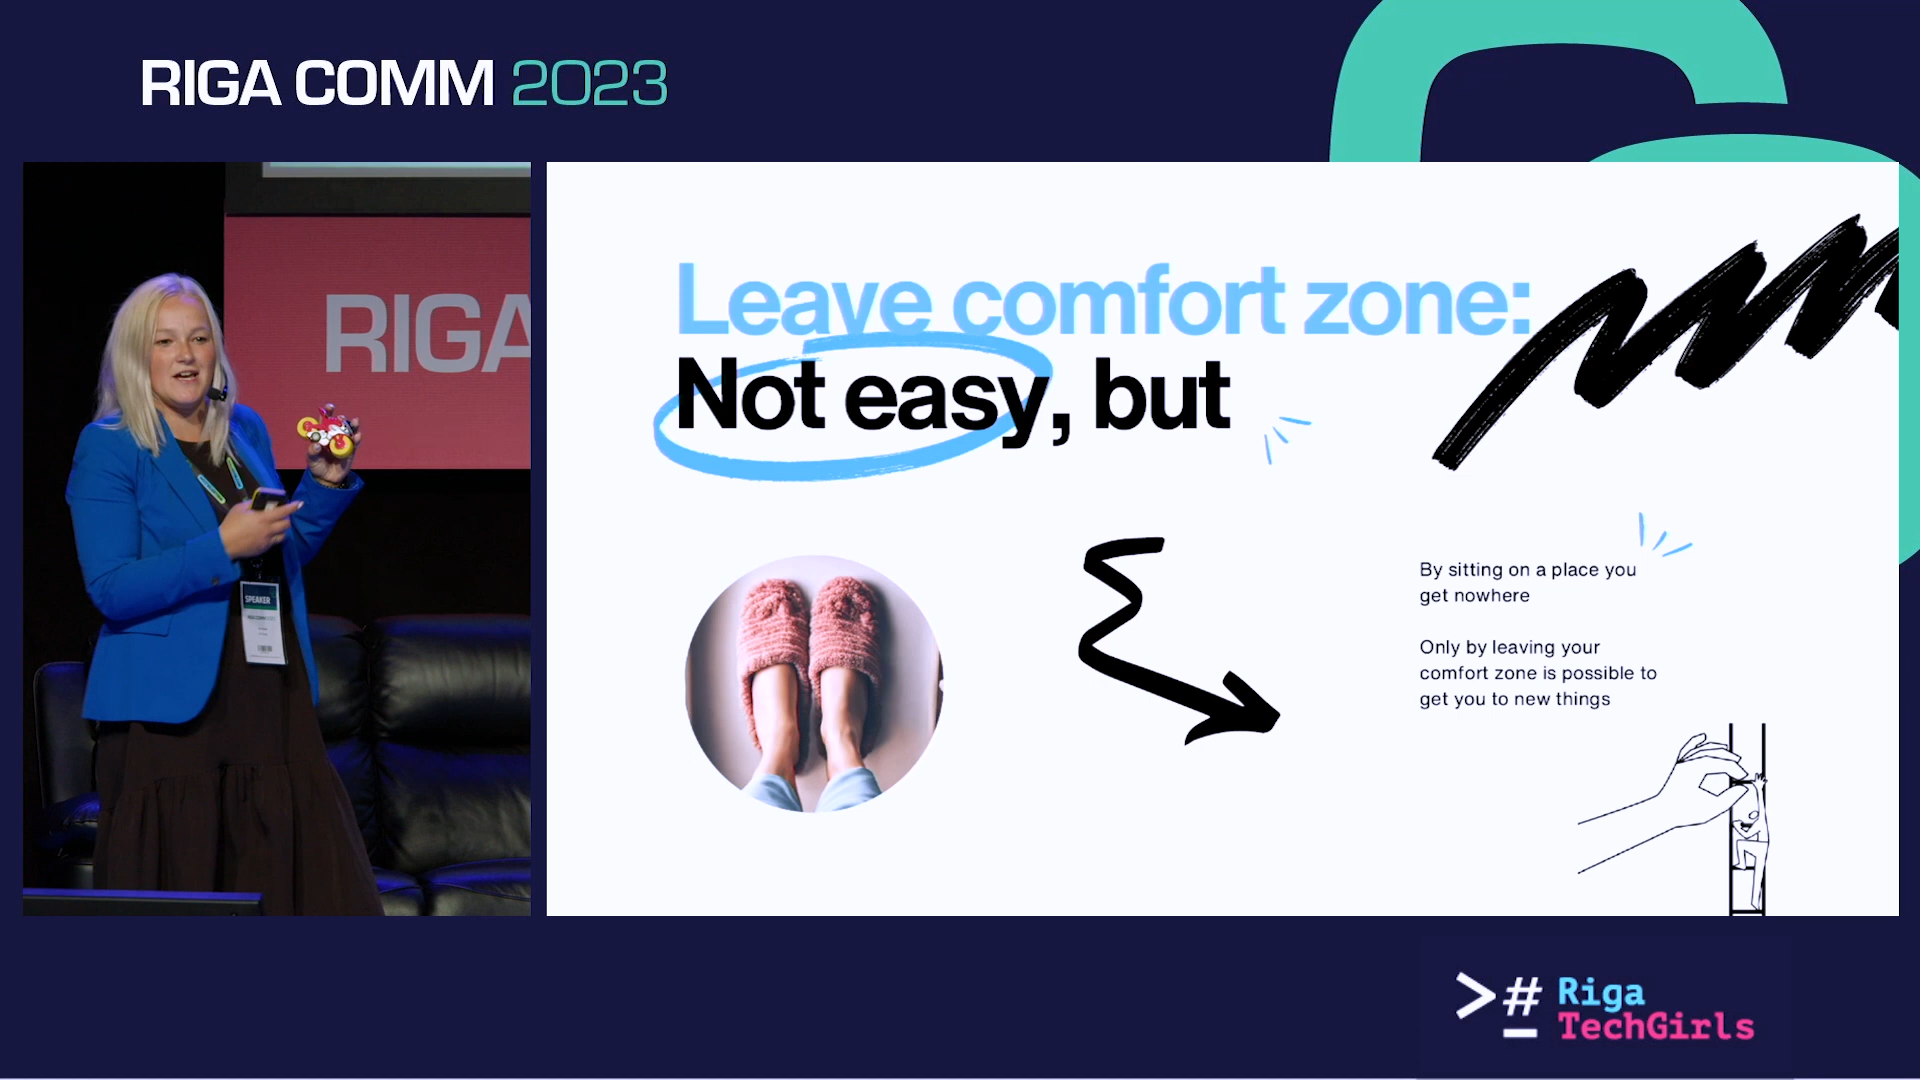 RIGA COMM 2023
RIGA
SPEAKER
Leave comfort zone:
Not easy, but
By sitting on a place you
get nowhere
Only by leaving your
comfort zone is possible to
get you to new things
>#_ Riga
TechGirls